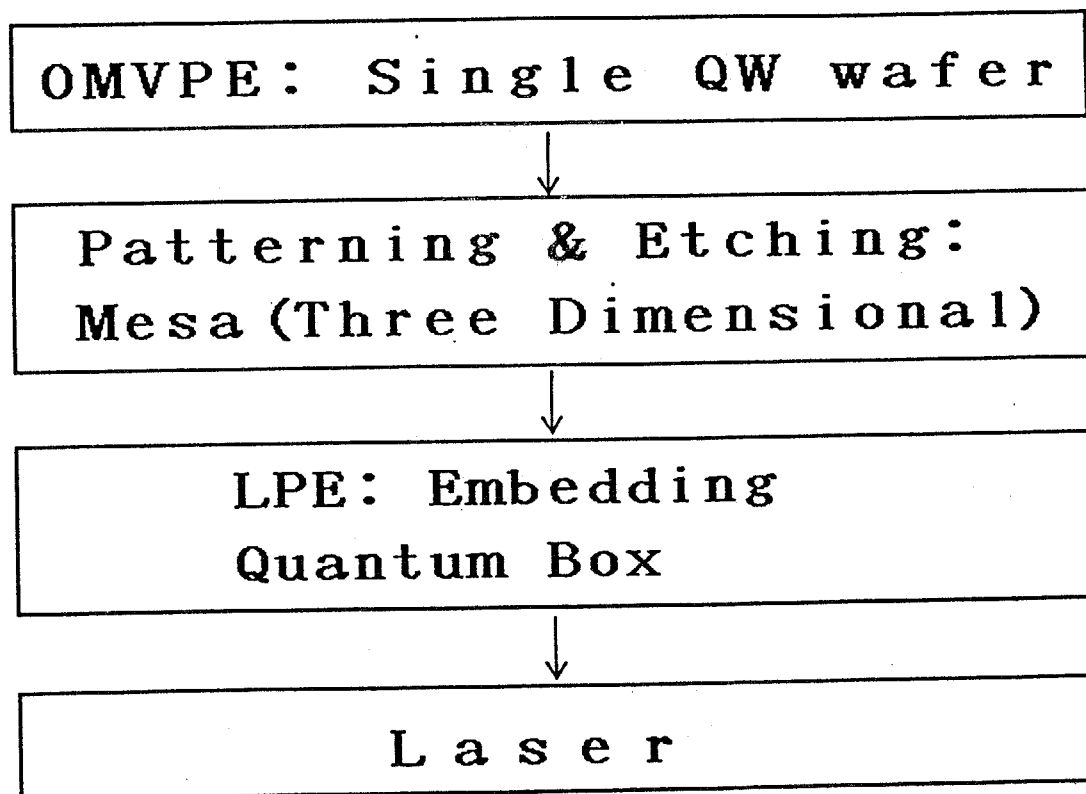 OMVPE: Single QW wafer
Patterning & Etching:
Mesa(Three Dimensional)
LPE: Embedding
Quantum Box
Laser